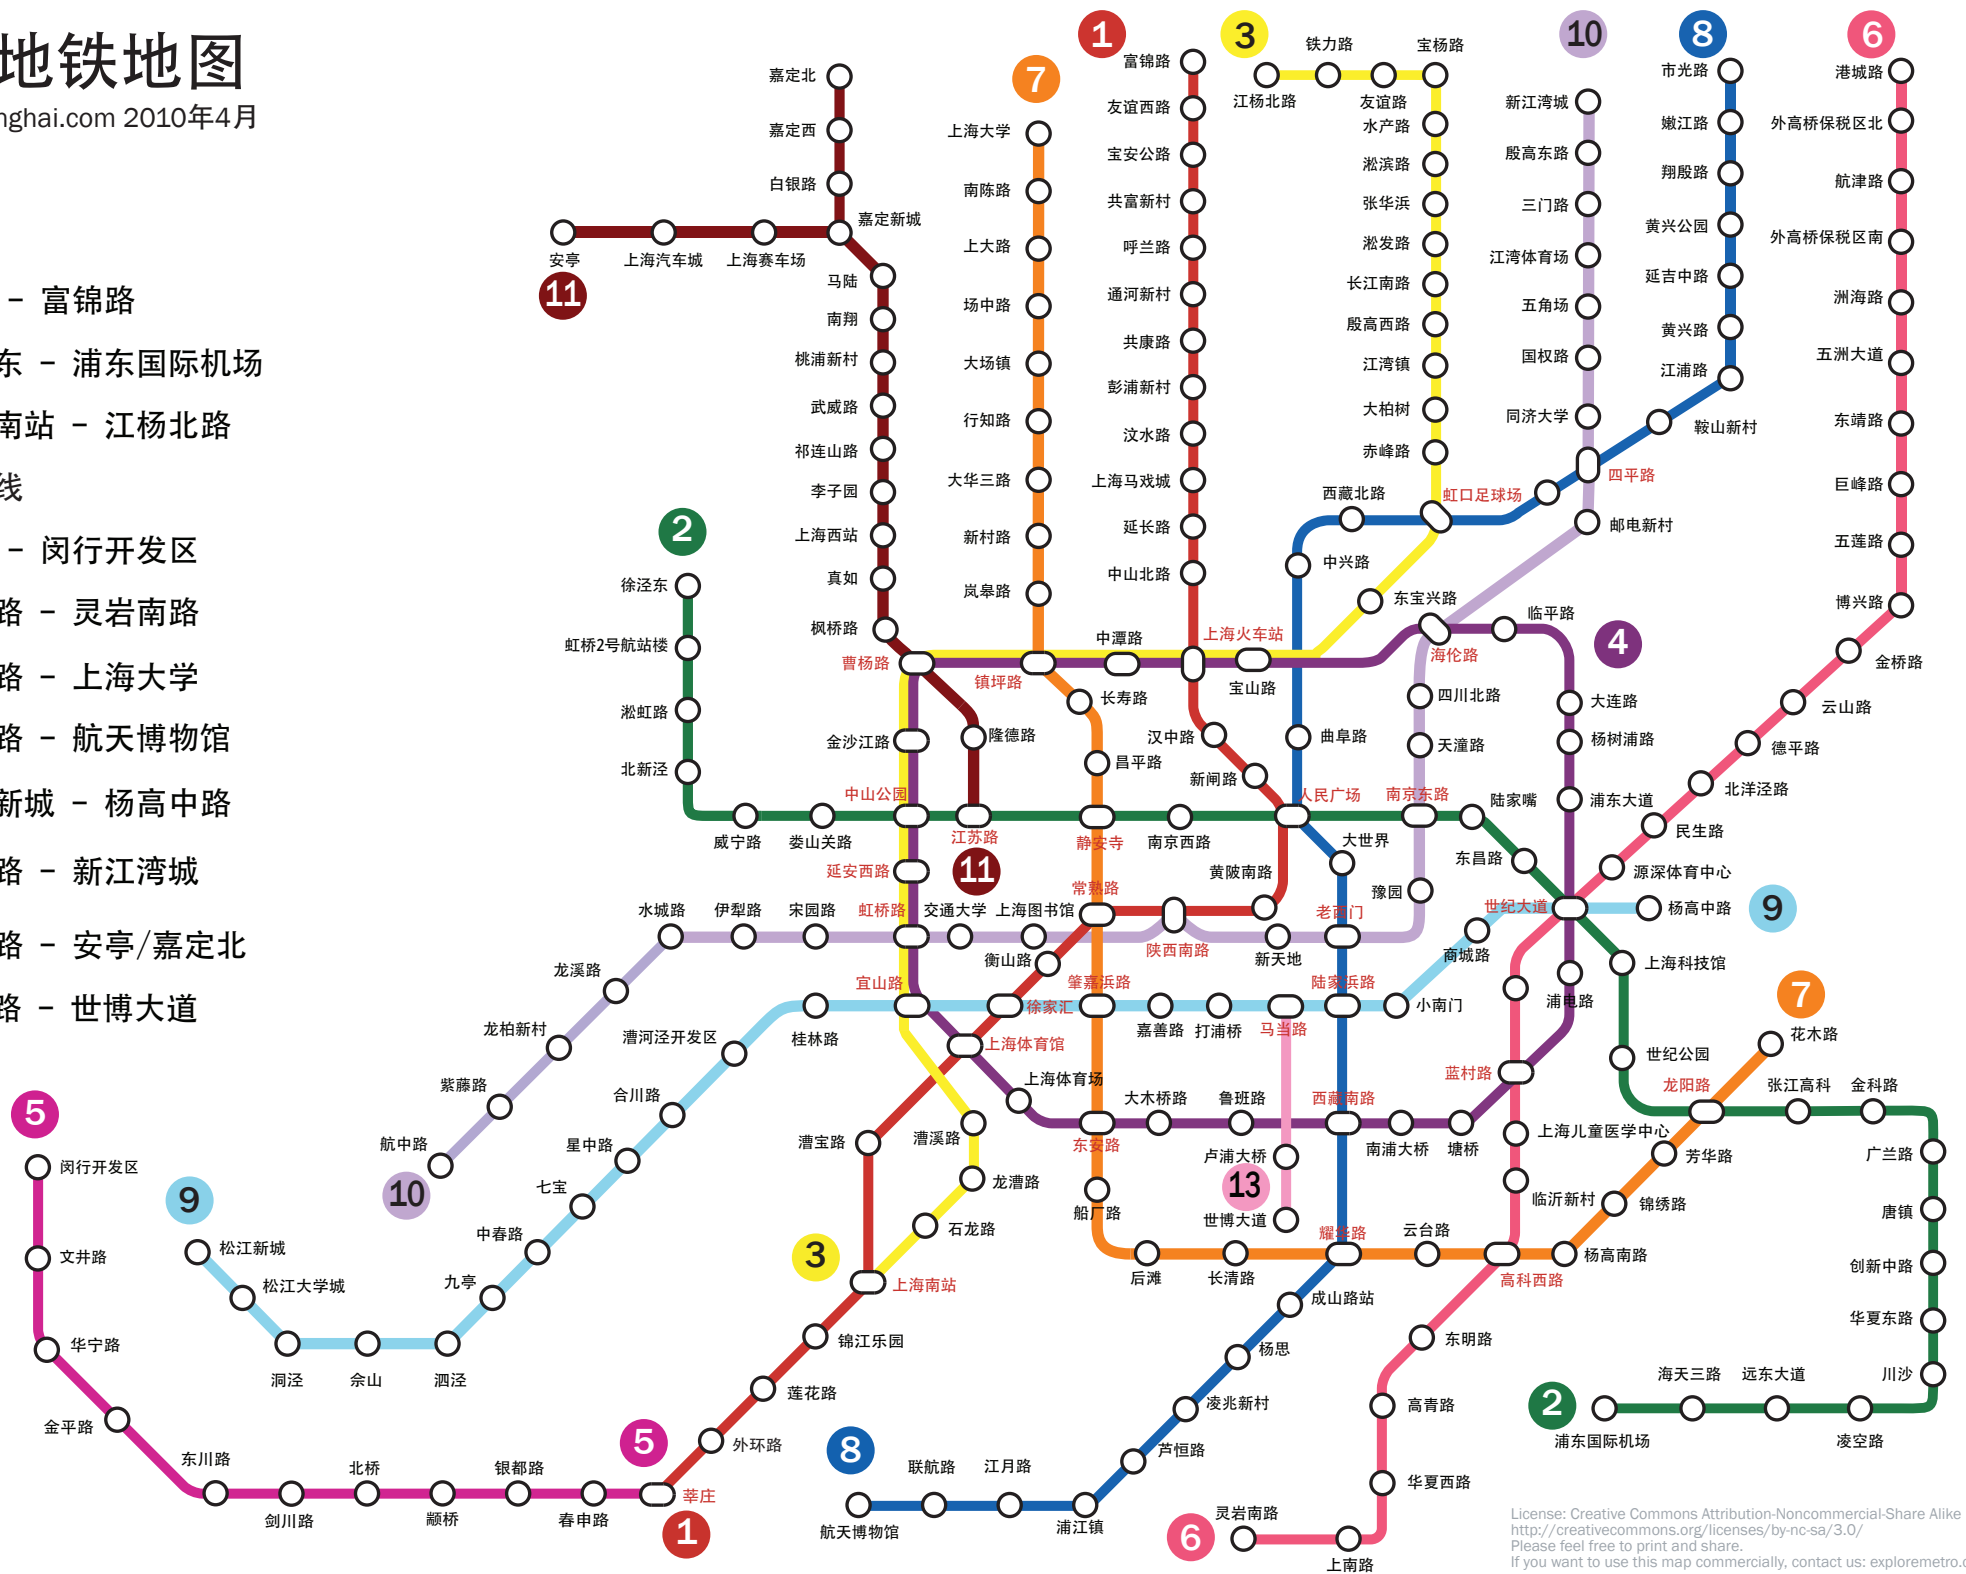 地铁地图
nghai.com 2010年4月
– 富锦路
东 – 浦东国际机场
南站 – 江杨北路
线
– 闵行开发区
路 – 灵岩南路
路 – 上海大学
路 – 航天博物馆
新城 – 杨高中路
路 – 新江湾城
路 – 安亭/嘉定北
路 – 世博大道
11
嘉定北
嘉定西
白银路
嘉定新城
安亭
上海汽车城
上海赛车场
马陆
南翔
桃浦新村
武威路
祁连山路
李子园
上海西站
真如
枫桥路
曹杨路
隆德路
江苏路
11
7
上海大学
南陈路
上大路
场中路
大场镇
行知路
大华三路
新村路
岚皋路
镇坪路
长寿路
昌平路
静安寺
常熟路
肇嘉浜路
东安路
船厂路
后滩
长清路
耀华路
云台路
高科西路
杨高南路
锦绣路
芳华路
龙阳路
花木路
7
1
富锦路
友谊西路
宝安公路
共富新村
呼兰路
通河新村
共康路
彭浦新村
汶水路
上海马戏城
延长路
中山北路
上海火车站
汉中路
新闸路
人民广场
黄陂南路
陕西南路
衡山路
徐家汇
上海体育馆
漕宝路
上海南站
锦江乐园
莲花路
外环路
莘庄
1
3
铁力路
宝杨路
江杨北路
友谊路
水产路
淞滨路
张华浜
淞发路
长江南路
殷高西路
江湾镇
大柏树
赤峰路
虹口足球场
东宝兴路
宝山路
中潭路
金沙江路
中山公园
延安西路
虹桥路
宜山路
漕溪路
龙漕路
石龙路
3
10
新江湾城
殷高东路
三门路
江湾体育场
五角场
国权路
同济大学
四平路
邮电新村
海伦路
四川北路
天潼路
南京东路
豫园
老西门
新天地
上海图书馆
交通大学
宋园路
伊犁路
水城路
龙溪路
龙柏新村
紫藤路
航中路
10
8
市光路
嫩江路
翔殷路
黄兴公园
延吉中路
黄兴路
江浦路
鞍山新村
西藏北路
中兴路
曲阜路
大世界
陆家浜路
西藏南路
成山路站
杨思
凌兆新村
芦恒路
浦江镇
江月路
联航路
航天博物馆
8
6
港城路
外高桥保税区北
航津路
外高桥保税区南
洲海路
五洲大道
东靖路
巨峰路
五莲路
博兴路
金桥路
云山路
德平路
北洋泾路
民生路
源深体育中心
世纪大道
浦电路
蓝村路
上海儿童医学中心
临沂新村
东明路
高青路
华夏西路
上南路
灵岩南路
6
2
徐泾东
虹桥2号航站楼
淞虹路
北新泾
威宁路
娄山关路
南京西路
陆家嘴
东昌路
上海科技馆
世纪公园
张江高科
金科路
广兰路
唐镇
创新中路
华夏东路
川沙
凌空路
远东大道
海天三路
浦东国际机场
2
4
临平路
大连路
杨树浦路
浦东大道
塘桥
南浦大桥
鲁班路
大木桥路
上海体育场
9
杨高中路
商城路
小南门
马当路
打浦桥
嘉善路
桂林路
漕河泾开发区
合川路
星中路
七宝
中春路
九亭
泗泾
佘山
洞泾
松江大学城
松江新城
9
卢浦大桥
13
世博大道
5
闵行开发区
文井路
华宁路
金平路
东川路
剑川路
北桥
颛桥
银都路
春申路
5
License: Creative Commons Attribution-Noncommercial-Share Alike
http://creativecommons.org/licenses/by-nc-sa/3.0/
Please feel free to print and share.
If you want to use this map commercially, contact us: exploremetro.c